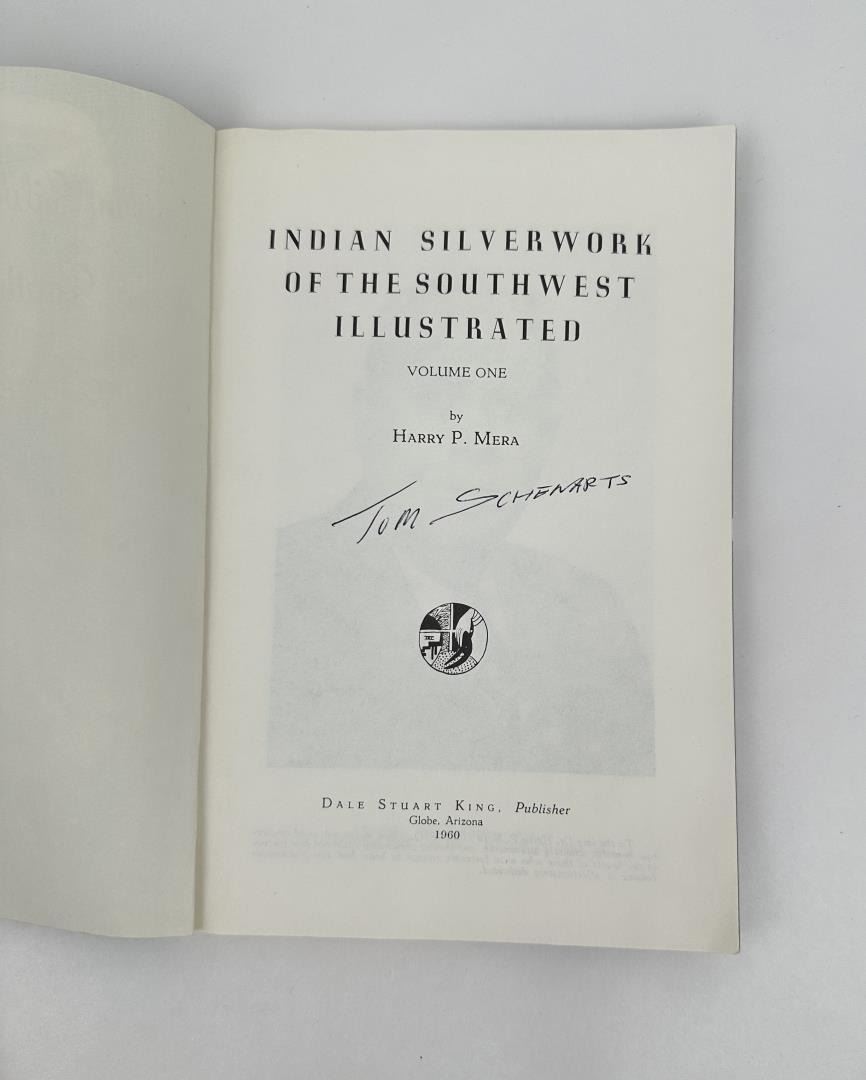 INDIAN SILVERWORK
OF THE SOUTHWEST
ILLUSTRATED
VOLUME ONE
by
HARRY P. MERA
TOM SCHENARTS
DALE STUART KING, Publisher
Globe, Arizona
1960